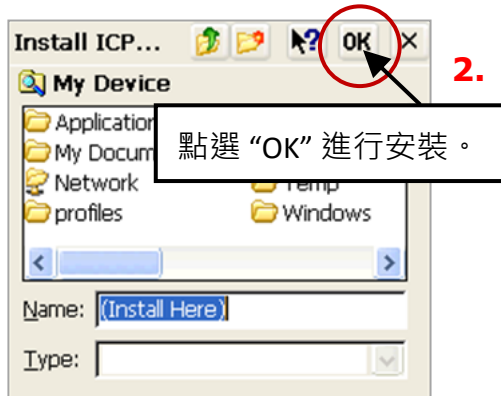 Install ICP... ? OK ×
2.
My Device
Application
My Docum
點選 “OK” 進行安裝。
Network
Temp
profiles
Windows
Name: (Install Here)
Type: